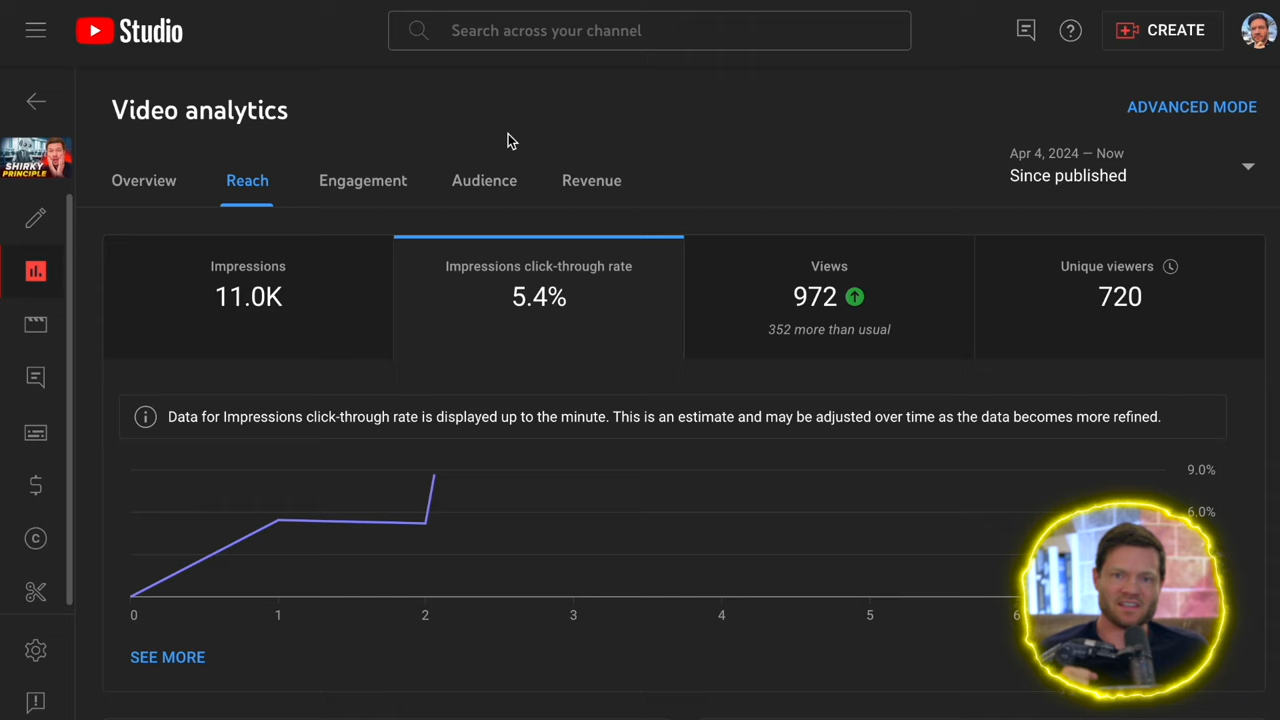 Studio
Search across your channel
CREATE
Video analytics
ADVANCED MODE
Apr 4, 2024 — Now
Since published
SHIRKY
PRINCIPLE
Overview
Reach
Engagement
Audience
Revenue
Impressions
11.0K
Impressions click-through rate
5.4%
Views
972
352 more than usual
Unique viewers
720
Data for Impressions click-through rate is displayed up to the minute. This is an estimate and may be adjusted over time as the data becomes more refined.
9.0%
6.0%
0 1 2 3 4 5 6
SEE MORE